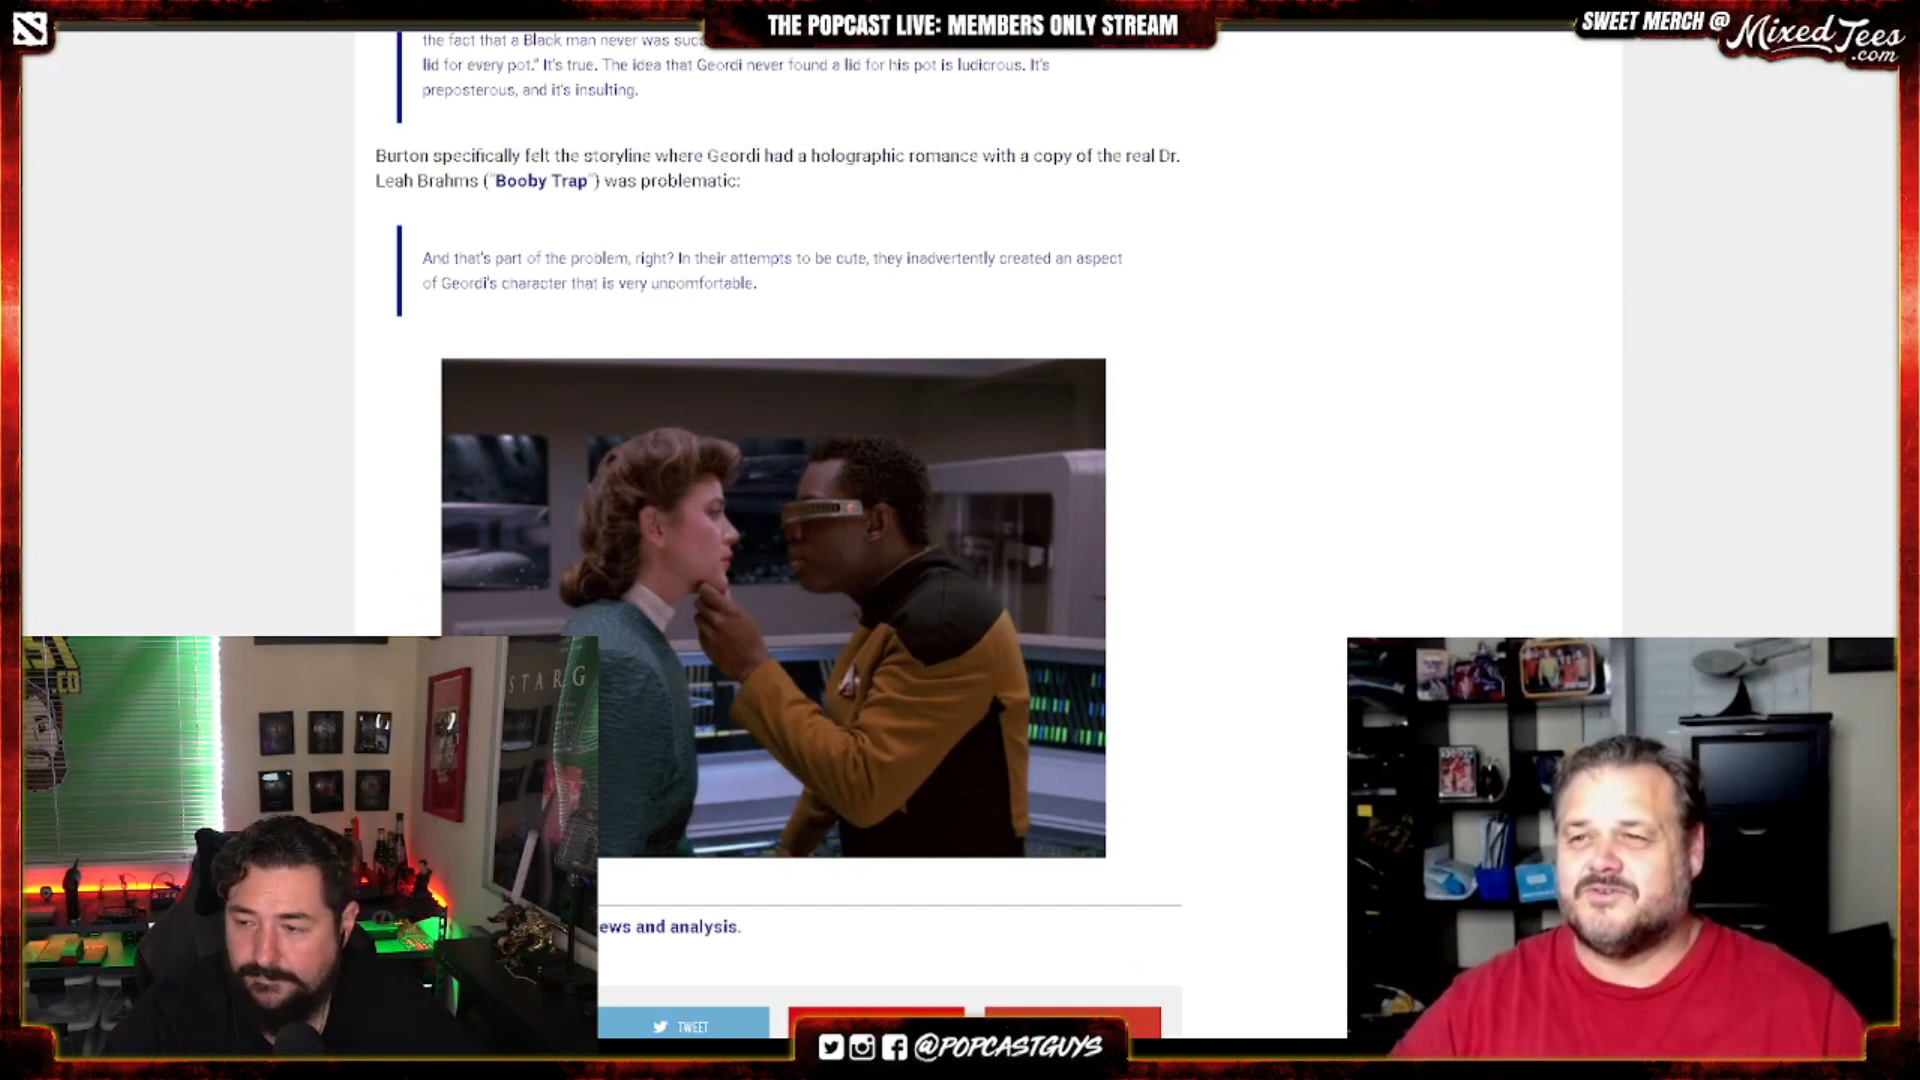 THE POPCAST LIVE: MEMBERS ONLY STREAM
SWEET MERCH @
MixedTees
.com
the fact that a Black man never was
lid for every pot." It's true. The idea that Geordi never found a lid for his pot is ludicrous. It's
preposterous, and it's insulting.
Burton specifically felt the storyline where Geordi had a holographic romance with a copy of the real Dr.
Leah Brahms ("Booby Trap") was problematic:
And that's part of the problem, right? In their attempts to be cute, they inadvertently created an aspect
of Geordi's character that is very uncomfortable.
STARG
.CO
ews and analysis.
TWEET
@POPCASTGUYS